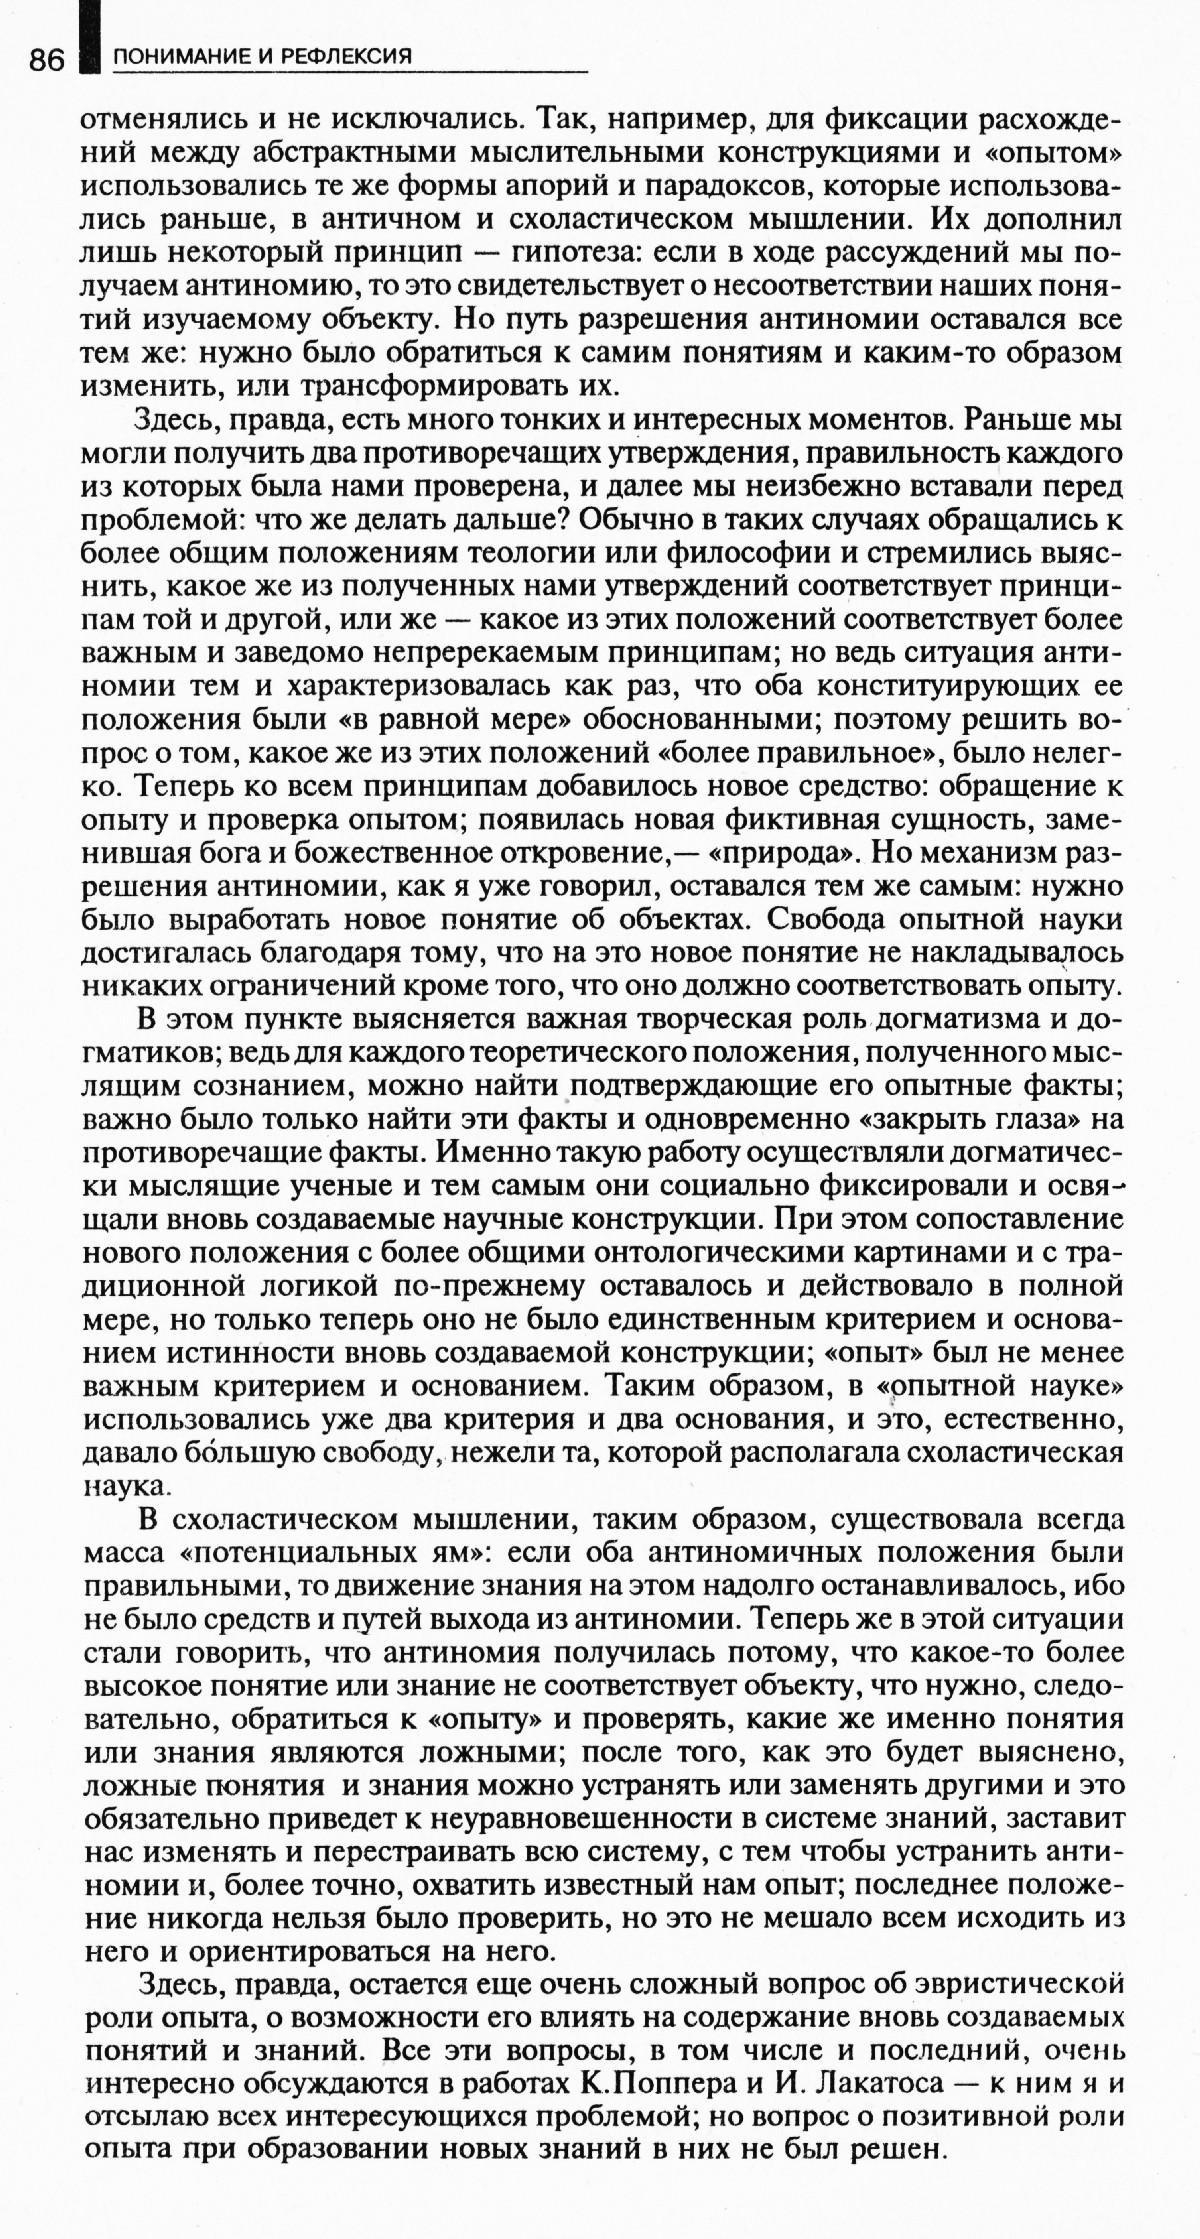 86
ПОНИМАНИЕ И РЕФЛЕКСИЯ
отменялись и не исключались. Так, например, для фиксации расхожде-
ний между абстрактными мыслительными конструкциями и «опытом»
использовались те же формы апорий и парадоксов, которые использова-
лись раньше, в античном и схоластическом мышлении. Их дополнил
лишь некоторый принцип — гипотеза: если в ходе рассуждений мы по-
лучаем антиномию, то это свидетельствует о несоответствии наших поня-
тий изучаемому объекту. Но путь разрешения антиномии оставался все
тем же: нужно было обратиться к самим понятиям и каким-то образом
изменить, или трансформировать их.
Здесь, правда, есть много тонких и интересных моментов. Раньше мы
могли получить два противоречащих утверждения, правильность каждого
из которых была нами проверена, и далее мы неизбежно вставали перед
проблемой: что же делать дальше? Обычно в таких случаях обращались к
более общим положениям теологии или философии и стремились выяс-
нить, какое же из полученных нами утверждений соответствует принци-
пам той и другой, или же — какое из этих положений соответствует более
важным и заведомо непререкаемым принципам; но ведь ситуация анти-
номии тем и характеризовалась как раз, что оба конституирующих ее
положения были «в равной мере» обоснованными; поэтому решить во-
прос о том, какое же из этих положений «более правильное», было нелег-
ко. Теперь ко всем принципам добавилось новое средство: обращение к
опыту и проверка опытом; появилась новая фиктивная сущность, заме-
нившая бога и божественное откровение,— «природа». Но механизм раз-
решения антиномии, как я уже говорил, оставался тем же самым: нужно
было выработать новое понятие об объектах. Свобода опытной науки
достигалась благодаря тому, что на это новое понятие не накладывалось
никаких ограничений кроме того, что оно должно соответствовать опыту.
В этом пункте выясняется важная творческая роль догматизма и до-
гматиков; ведь для каждого теоретического положения, полученного мыс-
лящим сознанием, можно найти подтверждающие его опытные факты;
важно было только найти эти факты и одновременно «закрыть глаза» на
противоречащие факты. Именно такую работу осуществляли догматичес-
ки мыслящие ученые и тем самым они социально фиксировали и освя-
щали вновь создаваемые научные конструкции. При этом сопоставление
нового положения с более общими онтологическими картинами и с тра-
диционной логикой по-прежнему оставалось и действовало в полной
мере, но только теперь оно не было единственным критерием и основа-
нием истинности вновь создаваемой конструкции; «опыт» был не менее
важным критерием и основанием. Таким образом, в «опытной науке»
использовались уже два критерия и два основания, и это, естественно,
давало бо́льшую свободу, нежели та, которой располагала схоластическая
наука.
В схоластическом мышлении, таким образом, существовала всегда
масса «потенциальных ям»: если оба антиномичных положения были
правильными, то движение знания на этом надолго останавливалось, ибо
не было средств и путей выхода из антиномии. Теперь же в этой ситуации
стали говорить, что антиномия получилась потому, что какое-то более
высокое понятие или знание не соответствует объекту, что нужно, следо-
вательно, обратиться к «опыту» и проверять, какие же именно понятия
или знания являются ложными; после того, как это будет выяснено,
ложные понятия и знания можно устранять или заменять другими и это
обязательно приведет к неуравновешенности в системе знаний, заставит
нас изменять и перестраивать всю систему, с тем чтобы устранить анти-
номии и, более точно, охватить известный нам опыт; последнее положе-
ние никогда нельзя было проверить, но это не мешало всем исходить из
него и ориентироваться на него.
Здесь, правда, остается еще очень сложный вопрос об эвристической
роли опыта, о возможности его влиять на содержание вновь создаваемых
понятий и знаний. Все эти вопросы, в том числе и последний, очень
интересно обсуждаются в работах К.Поппера и И. Лакатоса — к ним я и
отсылаю всех интересующихся проблемой; но вопрос о позитивной роли
опыта при образовании новых знаний в них не был решен.